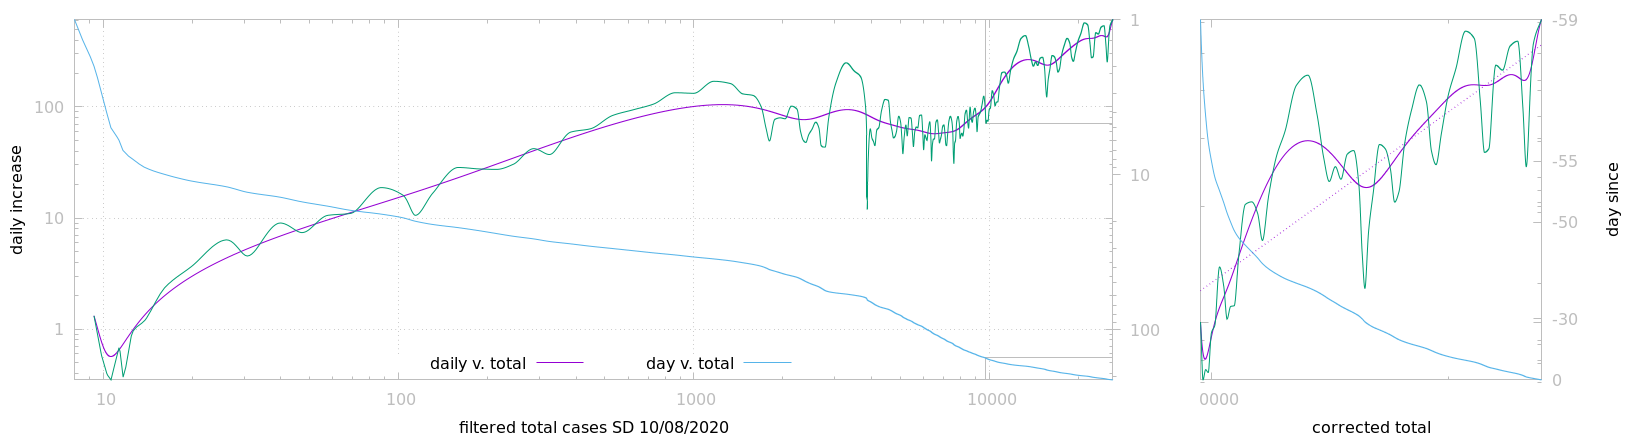 daily increase
100
10
1
10
100
1000
10000
1
10
100
daily v. total
day v. total
filtered total cases SD 10/08/2020
0000
corrected total
-59
-55
-50
-30
0
day since